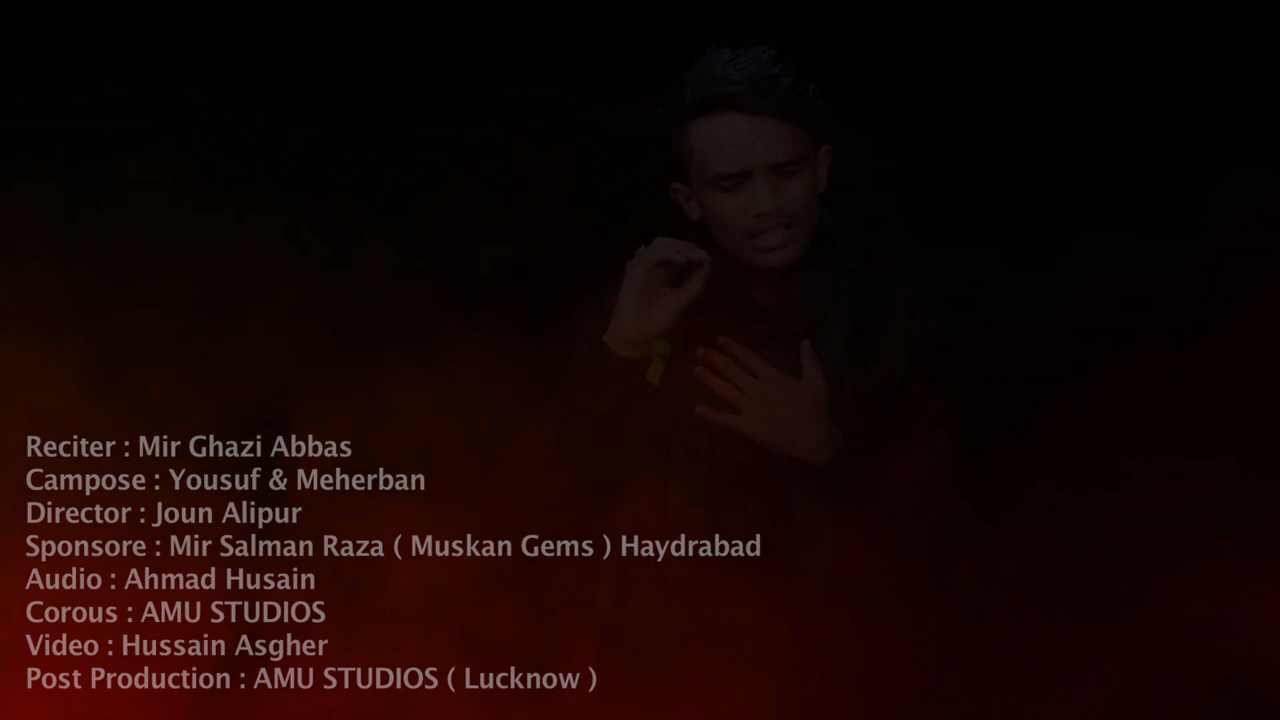 Reciter : Mir Ghazi Abbas
Campose : Yousuf & Meherban
Director : Joun Alipur
Sponsore : Mir Salman Raza ( Muskan Gems ) Haydrabad
Audio : Ahmad Husain
Corous : AMU STUDIOS
Video : Hussain Asgher
Post Production : AMU STUDIOS ( Lucknow )